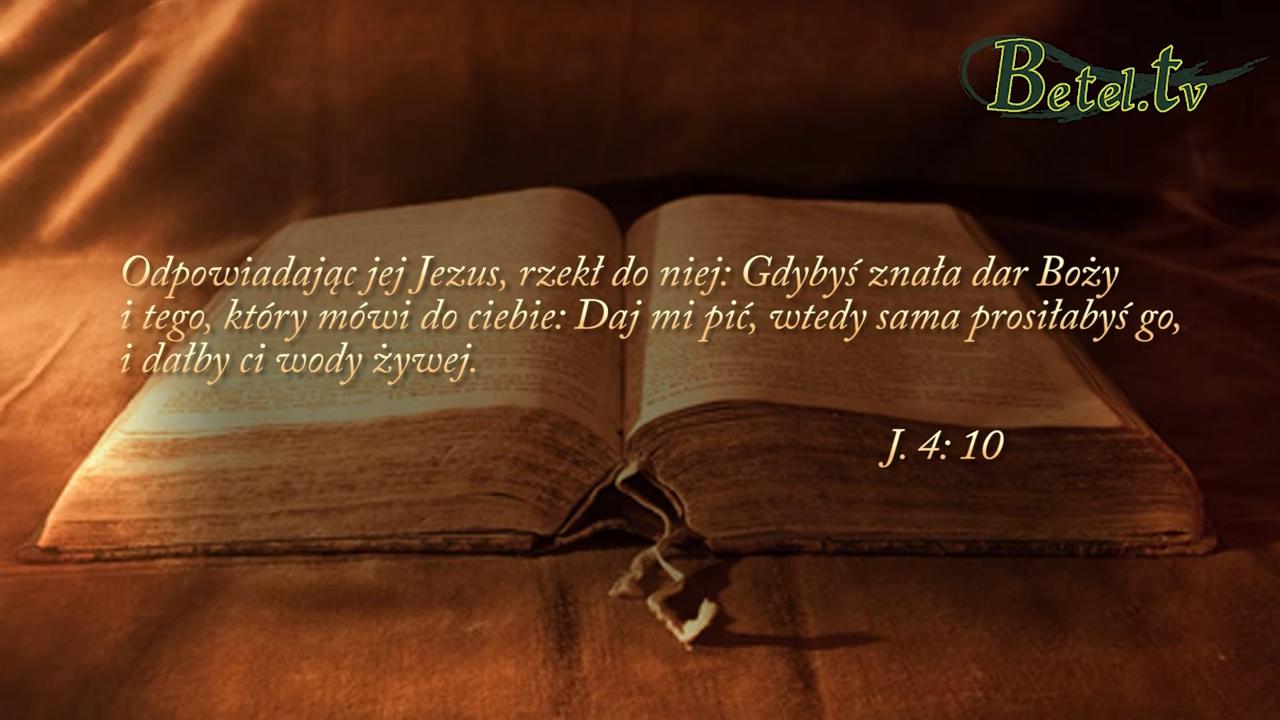 Betel.tv
Odpowiadając jej Jezus, rzekł do niej: Gdybyś znała dar Boży
i tego, który mówi do ciebie: Daj mi pić, wtedy sama prosiłabyś go,
i dałby ci wody żywej.
J. 4: 10